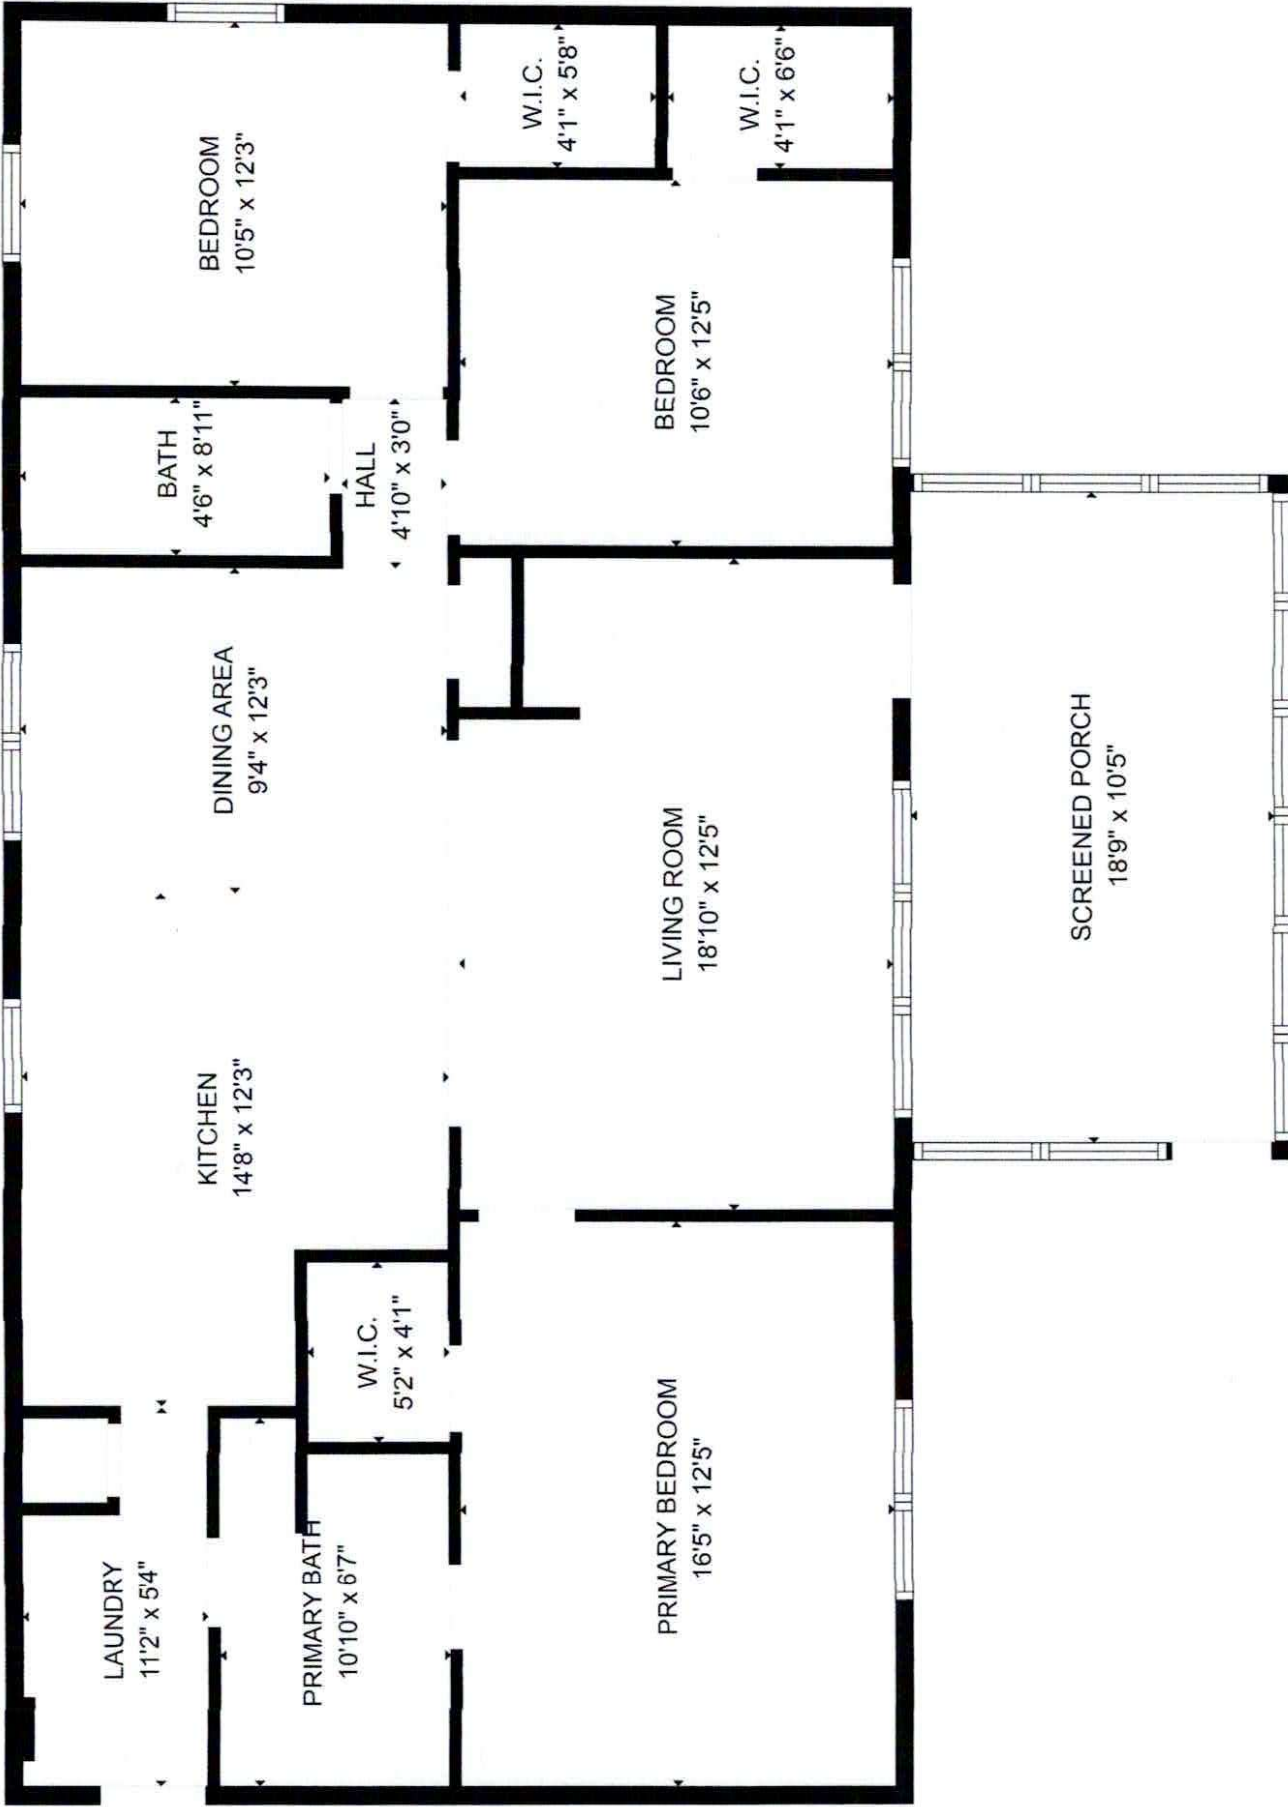 LAUNDRY
11'2" x 5'4"
PRIMARY BATH
10'10" x 6'7"
W.I.C.
5'2" x 4'1"
PRIMARY BEDROOM
16'5" x 12'5"
KITCHEN
14'8" x 12'3"
DINING AREA
9'4" x 12'3"
LIVING ROOM
18'10" x 12'5"
SCREENED PORCH
18'9" x 10'5"
BATH
4'6" x 8'11"
HALL
4'10" x 3'0"
BEDROOM
10'6" x 12'5"
BEDROOM
10'5" x 12'3"
W.I.C.
4'1" x 5'8"
W.I.C.
4'1" x 6'6"